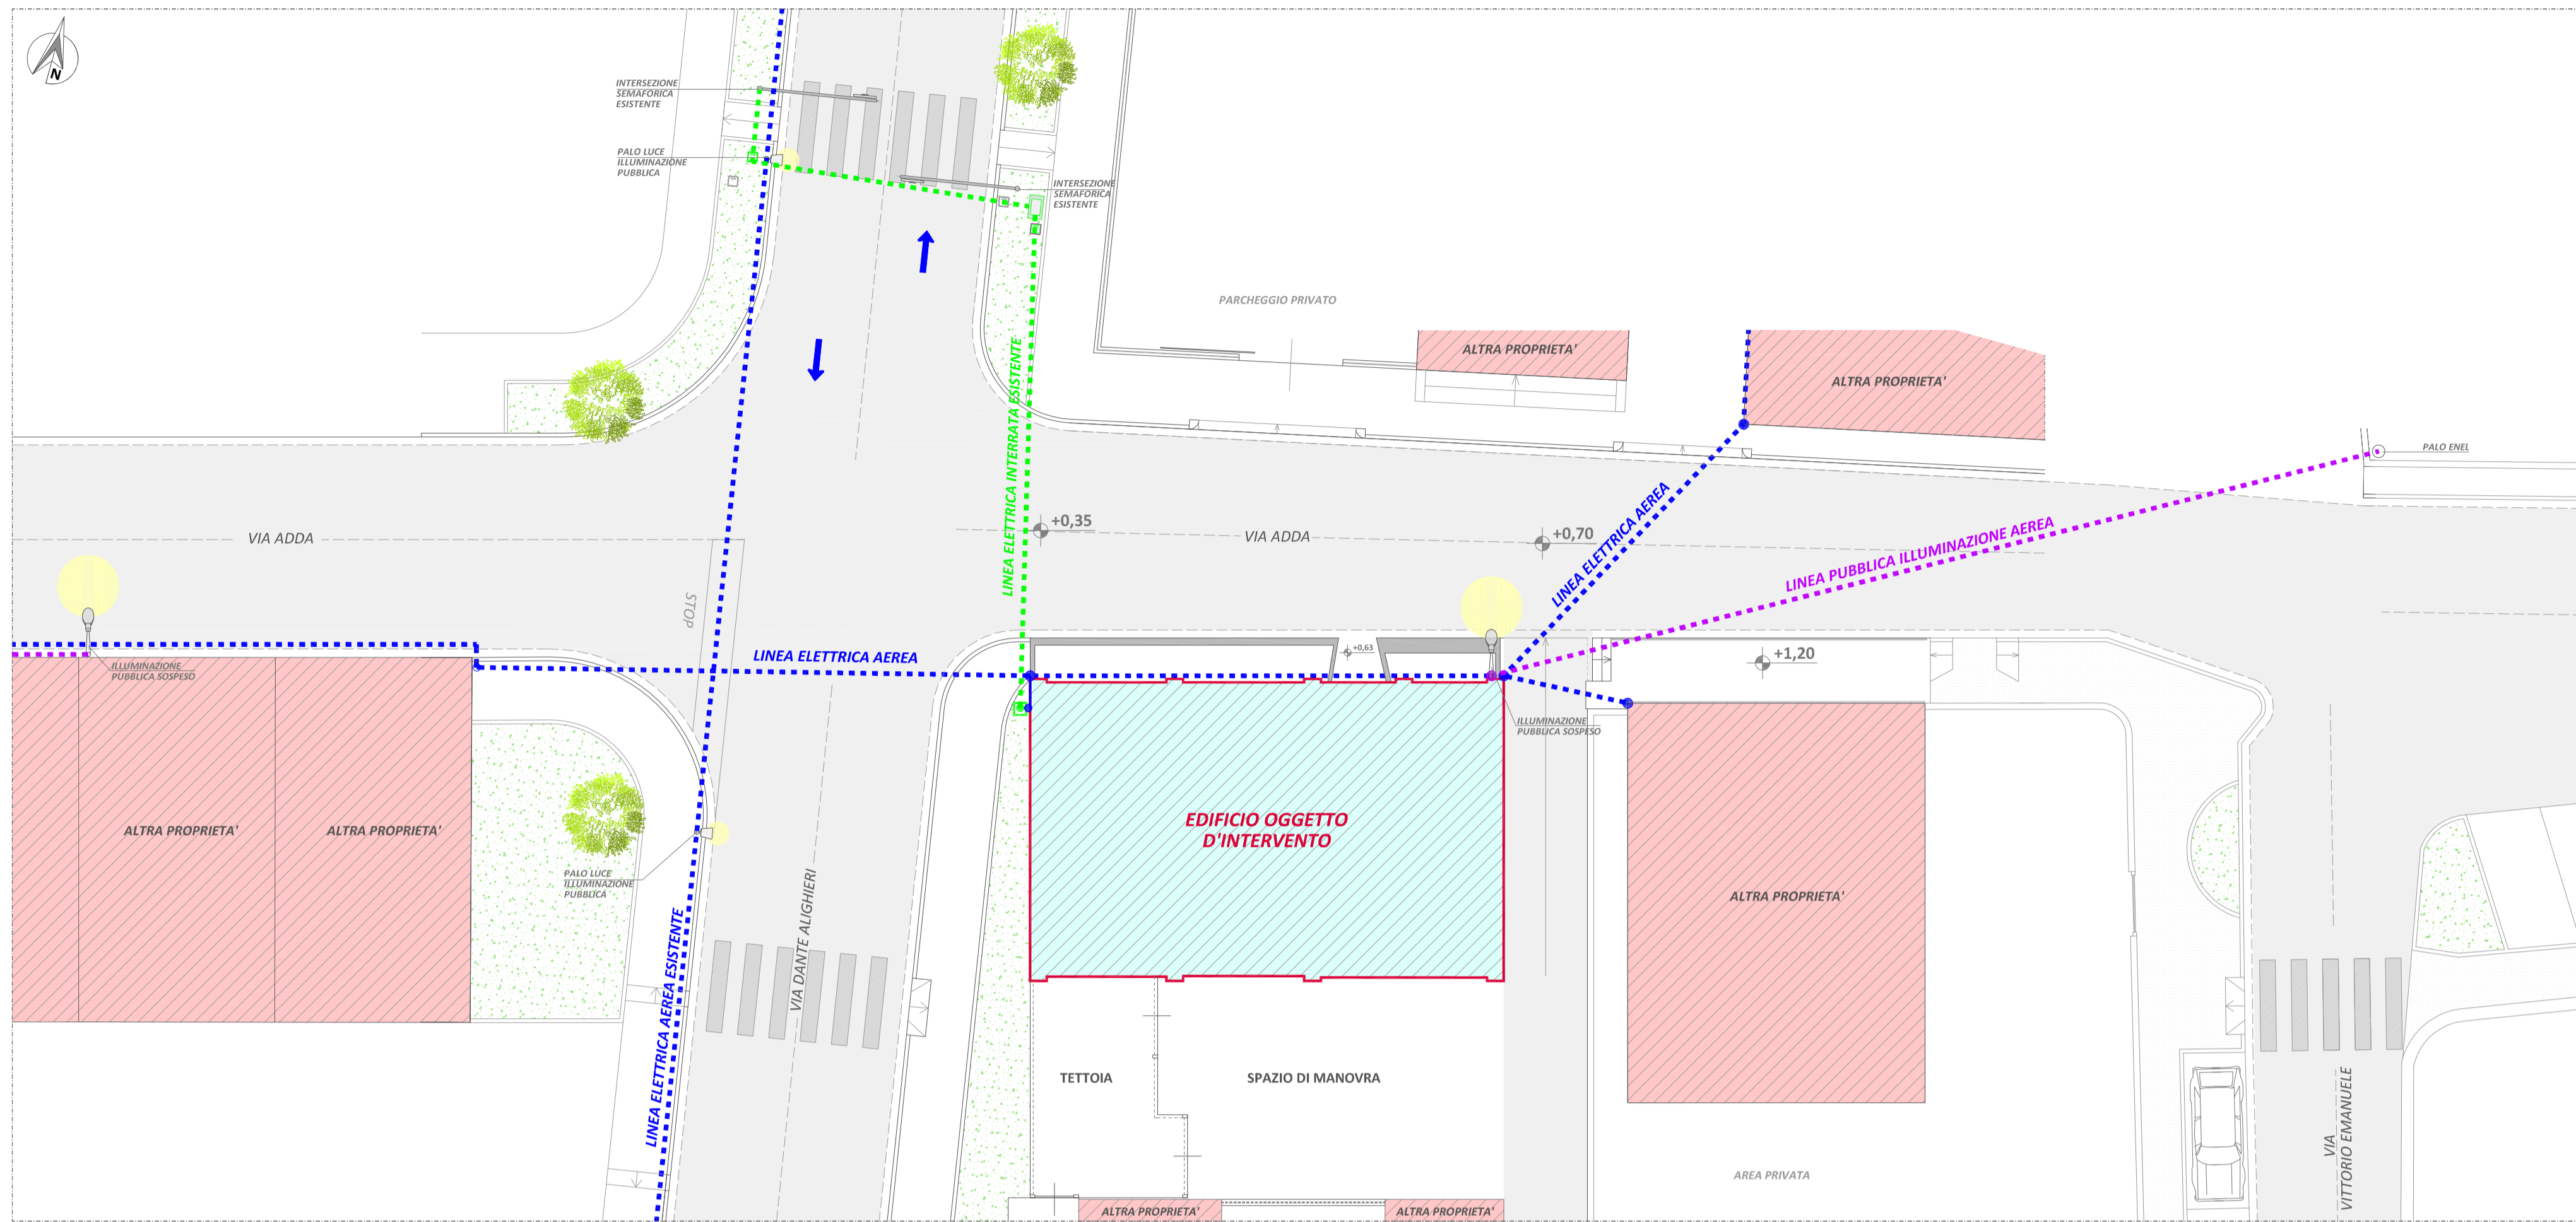 N
INTERSEZIONE
SEMAFORICA
ESISTENTE
PALO LUCE
ILLUMINAZIONE
PUBBLICA
INTERSEZIONE
SEMAFORICA
ESISTENTE
PARCHEGGIO PRIVATO
ALTRA PROPRIETA'
ALTRA PROPRIETA'
PALO ENEL
LINEA ELETTRICA INTERRATA ESISTENTE
LINEA ELETTRICA AEREA
LINEA PUBBLICA ILLUMINAZIONE AEREA
VIA ADDA
+0,35
VIA ADDA
+0,70
STOP
ILLUMINAZIONE
PUBBLICA SOSPESO
LINEA ELETTRICA AEREA
+0,63
+1,20
ILLUMINAZIONE
PUBBLICA SOSPESO
ALTRA PROPRIETA'
ALTRA PROPRIETA'
EDIFICIO OGGETTO
D'INTERVENTO
PALO LUCE
ILLUMINAZIONE
PUBBLICA
ALTRA PROPRIETA'
LINEA ELETTRICA AEREA ESISTENTE
VIA DANTE ALIGHIERI
TETTOIA
SPAZIO DI MANOVRA
AREA PRIVATA
VIA
VITTORIO EMANUELE
ALTRA PROPRIETA'
ALTRA PROPRIETA'